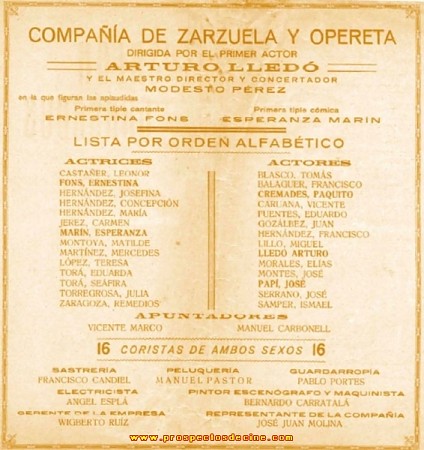 COMPAÑÍA DE ZARZUELA Y OPERETA
DIRIGIDA POR EL PRIMER ACTOR
ARTURO LLEDÓ
Y EL MAESTRO DIRECTOR Y CONCERTADOR
MODESTO PÉREZ
en la que figuran los aplaudidos
Primera tiple cantante
ERNESTINA FONS
Primera tiple cómica
ESPERANZA MARÍN
LISTA POR ORDEN ALFABÉTICO
ACTRICES
CASTAÑER, LEONOR
FONS, ERNESTINA
HERNÁNDEZ, JOSEFINA
HERNÁNDEZ, CONCEPCIÓN
HERNÁNDEZ, MARÍA
JEREZ, CARMEN
MARÍN, ESPERANZA
MONTOYA, MATILDE
MARTÍNEZ, MERCEDES
LÓPEZ, TERESA
TORÁ, EDUARDA
TORÁ, SEÁFIRA
TORREGROSA, JULIA
ZARAGOZA, REMEDIOS
ACTORES
BLASCO, TOMÁS
BALAGUER, FRANCISCO
CREMADES, PAQUITO
CARUANA, VICENTE
FUENTES, EDUARDO
GOZÁLBEZ, JUAN
HERNÁNDEZ, FRANCISCO
LILLO, MIGUEL
LLEDÓ ARTURO
MORALES, ELÍAS
MONTES, JOSÉ
PAPÍ, JOSÉ
SERRANO, JOSÉ
SAMPER, ISMAEL
APUNTADORES
VICENTE MARCO MANUEL CARBONELL
16 CORISTAS DE AMBOS SEXOS 16
SASTRERÍA
FRANCISCO CANDIEL
PELUQUERÍA
MANUEL PASTOR
GUARDARROPÍA
PABLO PORTES
ELECTRICISTA
ANGEL ESPLÁ
PINTOR ESCENÓGRAFO Y MAQUINISTA
BERNARDO CARRATALÁ
GERENTE DE LA EMPRESA
WIGBERTO RUÍZ
REPRESENTANTE DE LA COMPAÑÍA
JOSÉ JUAN MOLINA
www.prospectosdecine.com